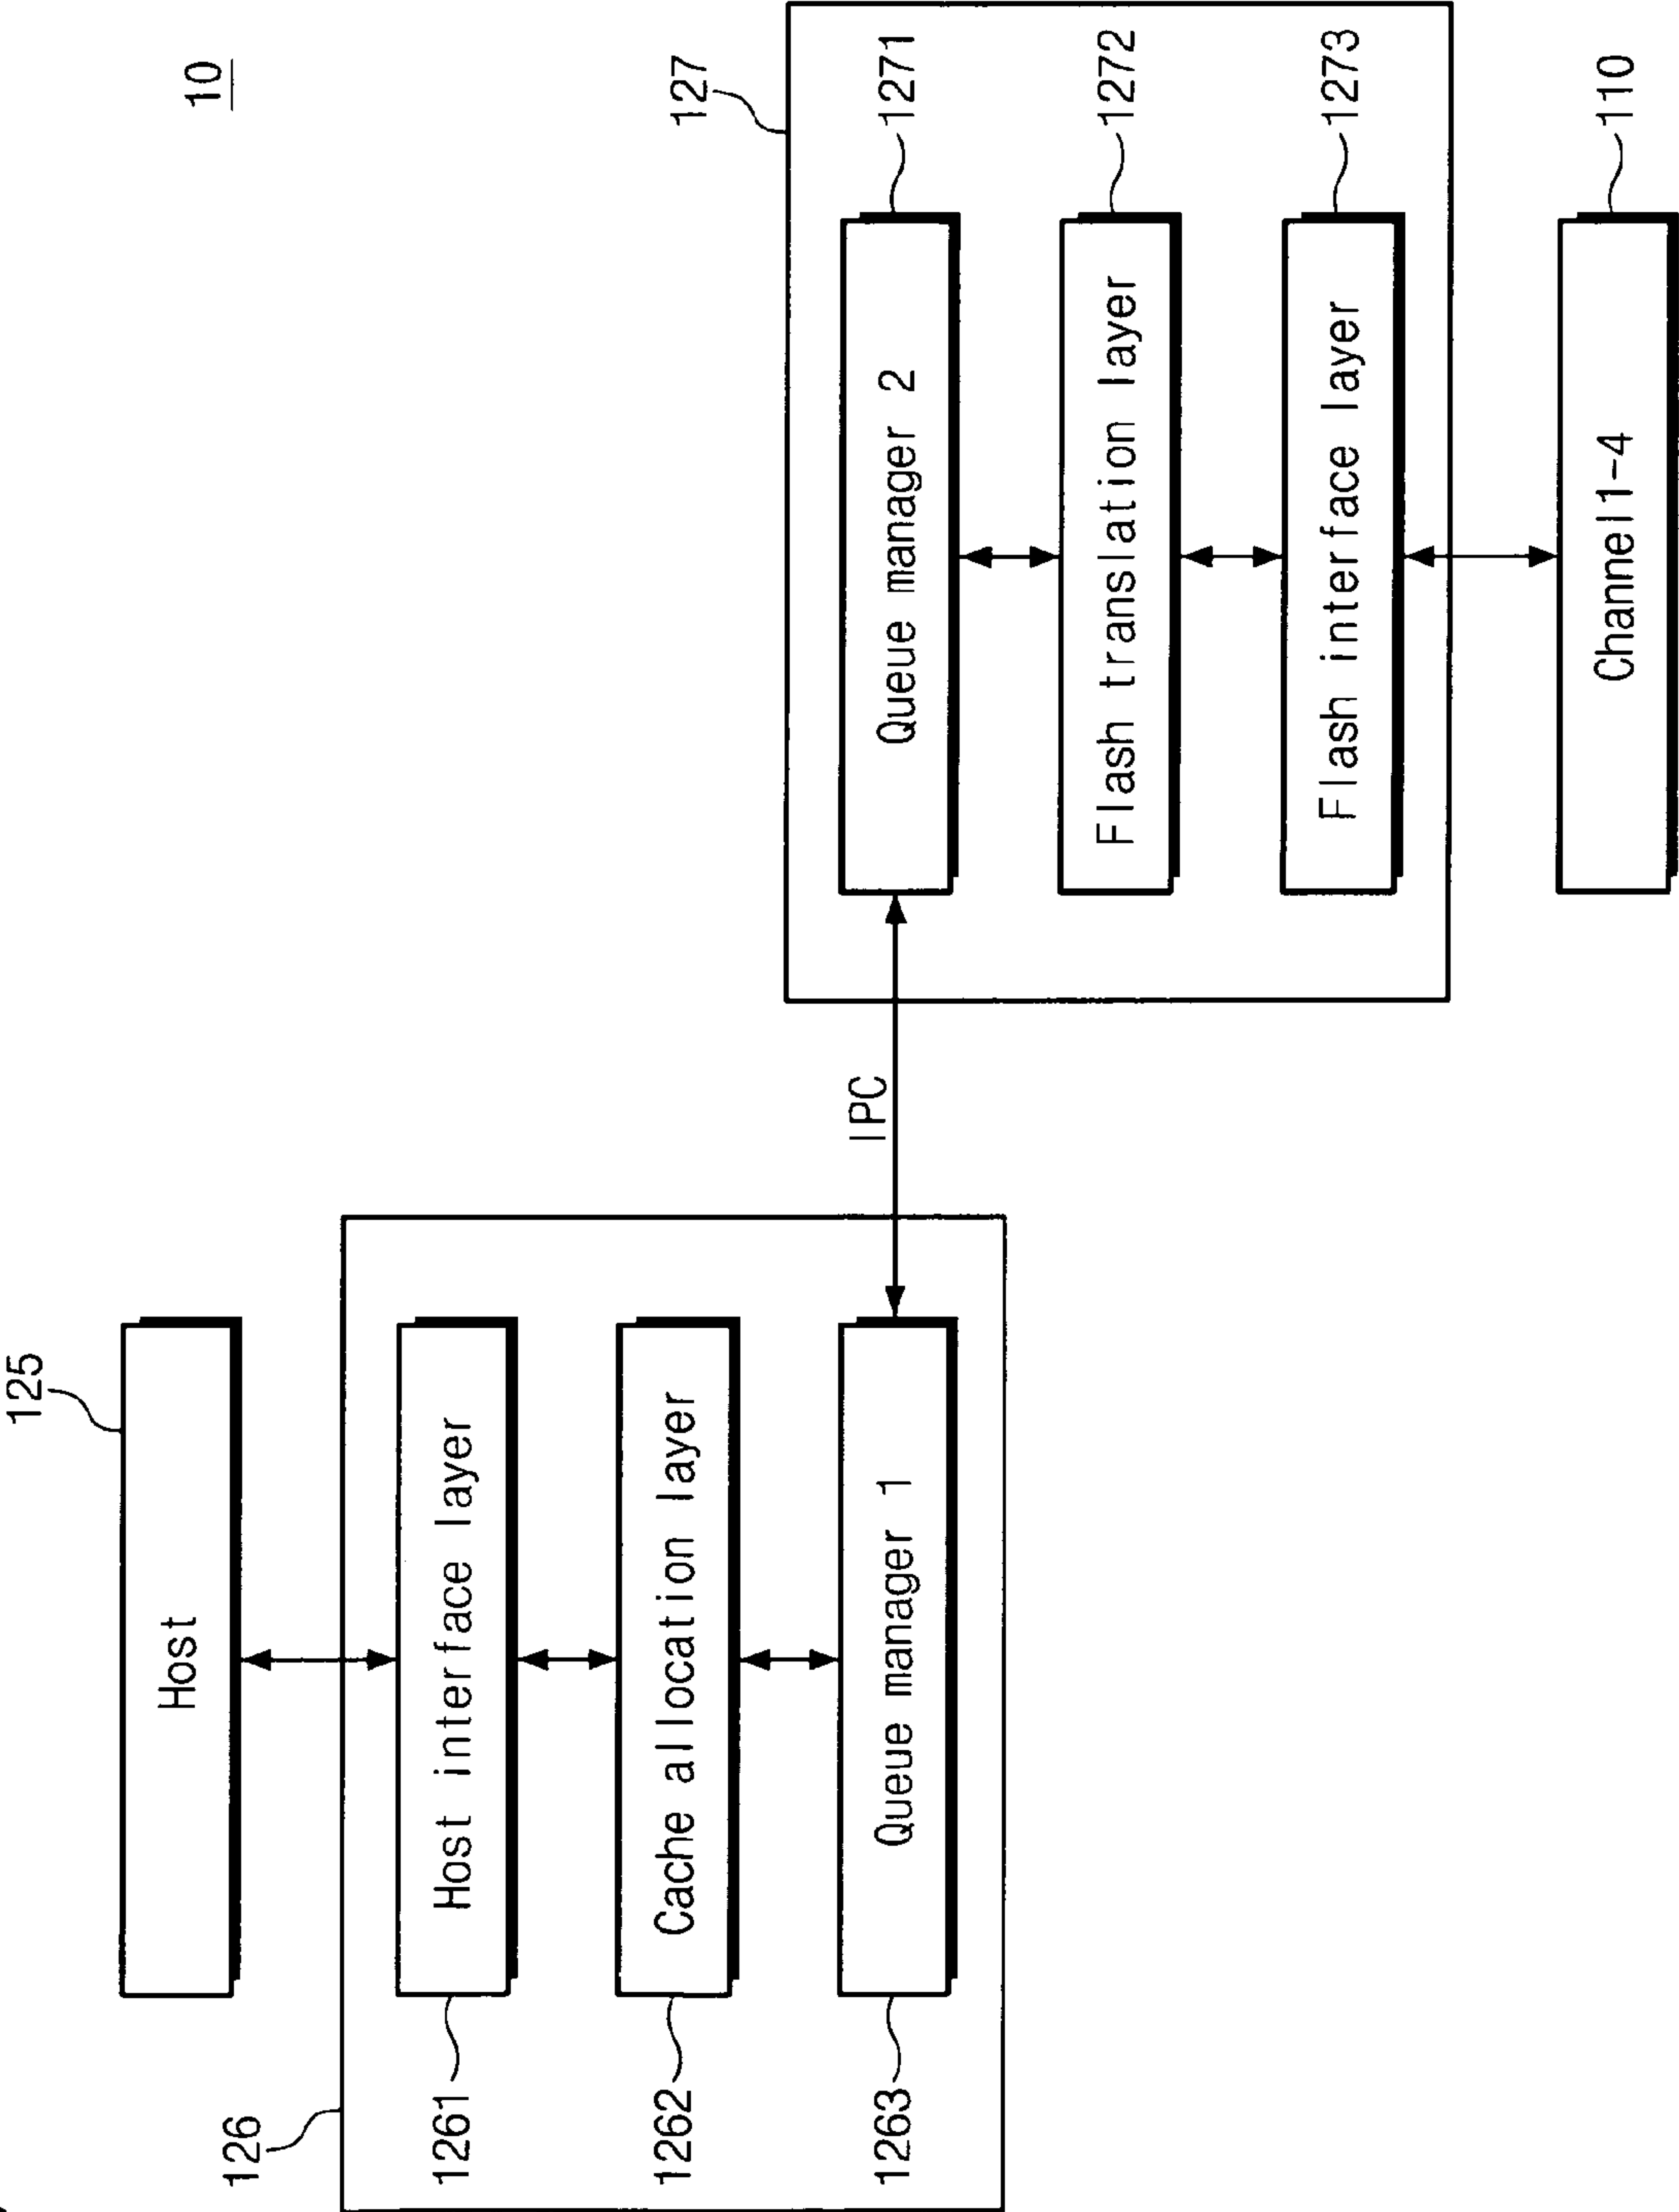 10
125
Host
126
1261
Host interface layer
1262
Cache allocation layer
1263
Queue manager 1
IPC
127
Queue manager 2
1271
Flash translation layer
1272
Flash interface layer
1273
Channel1-4
110